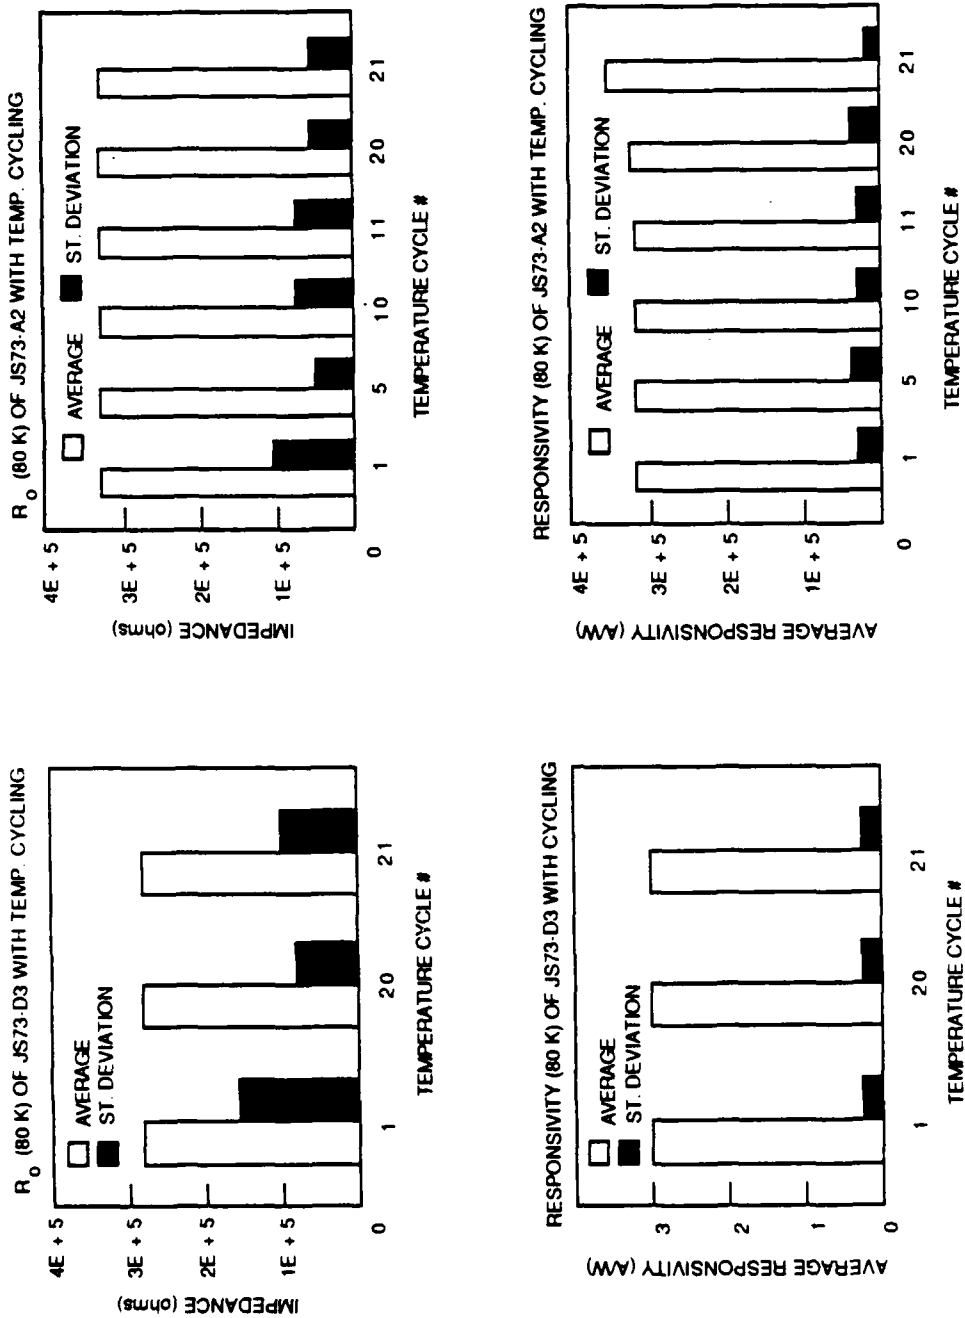 R₀ (80 K) OF JS73-D3 WITH TEMP. CYCLING
AVERAGE
ST. DEVIATION
4E + 5
3E + 5
2E + 5
1E + 5
0
IMPEDANCE (ohms)
1
20
21
TEMPERATURE CYCLE #
R₀ (80 K) OF JS73-A2 WITH TEMP. CYCLING
AVERAGE
ST. DEVIATION
4E + 5
3E + 5
2E + 5
1E + 5
0
IMPEDANCE (ohms)
1
5
10
11
20
21
TEMPERATURE CYCLE #
RESPONSIVITY (80 K) OF JS73-D3 WITH CYCLING
AVERAGE
ST. DEVIATION
3
2
1
0
AVERAGE RESPONSIVITY (A/W)
1
20
21
TEMPERATURE CYCLE #
RESPONSIVITY (80 K) OF JS73-A2 WITH TEMP. CYCLING
AVERAGE
ST. DEVIATION
4E + 5
3E + 5
2E + 5
1E + 5
0
AVERAGE RESPONSIVITY (A/W)
1
5
10
11
20
21
TEMPERATURE CYCLE #